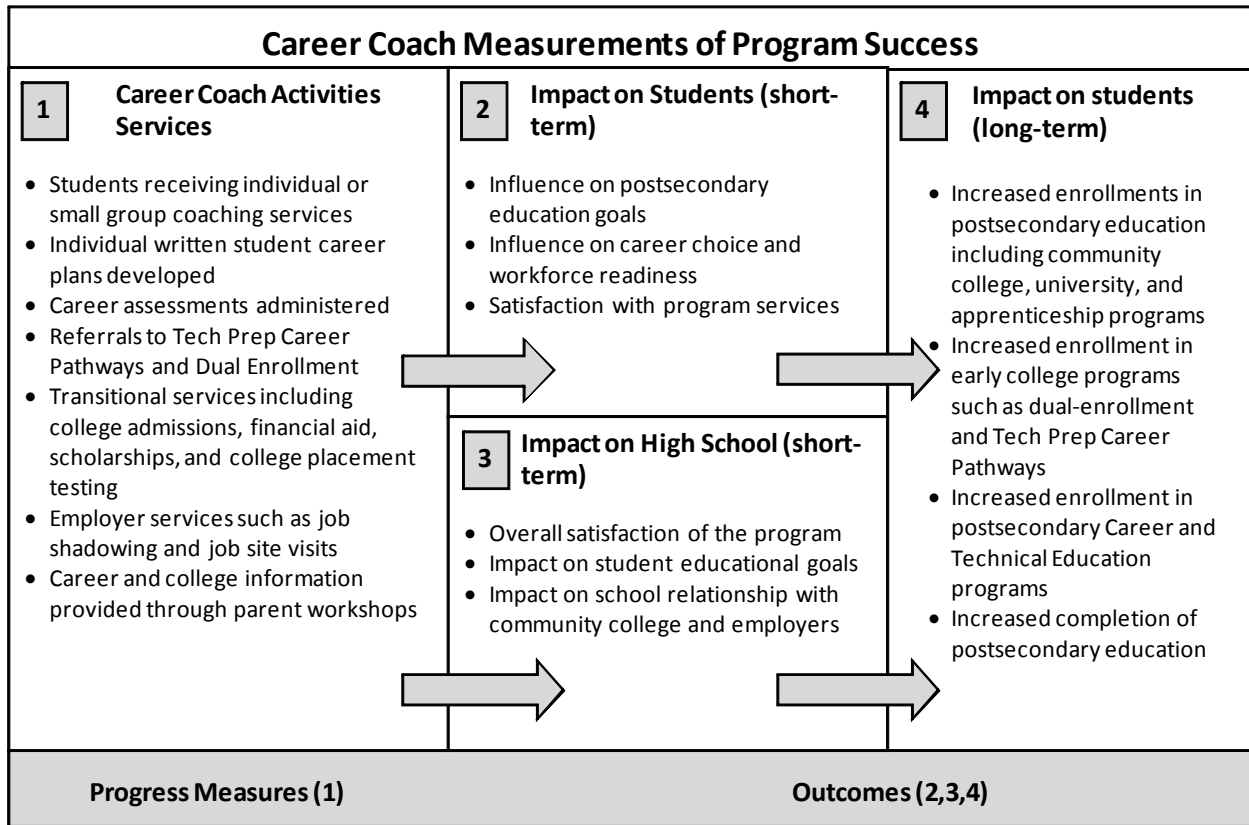 Career Coach Measurements of Program Success
1
Career Coach Activities
Services
• Students receiving individual or
small group coaching services
• Individual written student career
plans developed
• Career assessments administered
• Referrals to Tech Prep Career
Pathways and Dual Enrollment
• Transitional services including
college admissions, financial aid,
scholarships, and college placement
testing
• Employer services such as job
shadowing and job site visits
• Career and college information
provided through parent workshops
2
Impact on Students (short-
term)
• Influence on postsecondary
education goals
• Influence on career choice and
workforce readiness
• Satisfaction with program services
3
Impact on High School (short-
term)
• Overall satisfaction of the program
• Impact on student educational goals
• Impact on school relationship with
community college and employers
4
Impact on students
(long-term)
• Increased enrollments in
postsecondary education
including community
college, university, and
apprenticeship programs
• Increased enrollment in
early college programs
such as dual-enrollment
and Tech Prep Career
Pathways
• Increased enrollment in
postsecondary Career and
Technical Education
programs
• Increased completion of
postsecondary education
Progress Measures (1)
Outcomes (2,3,4)